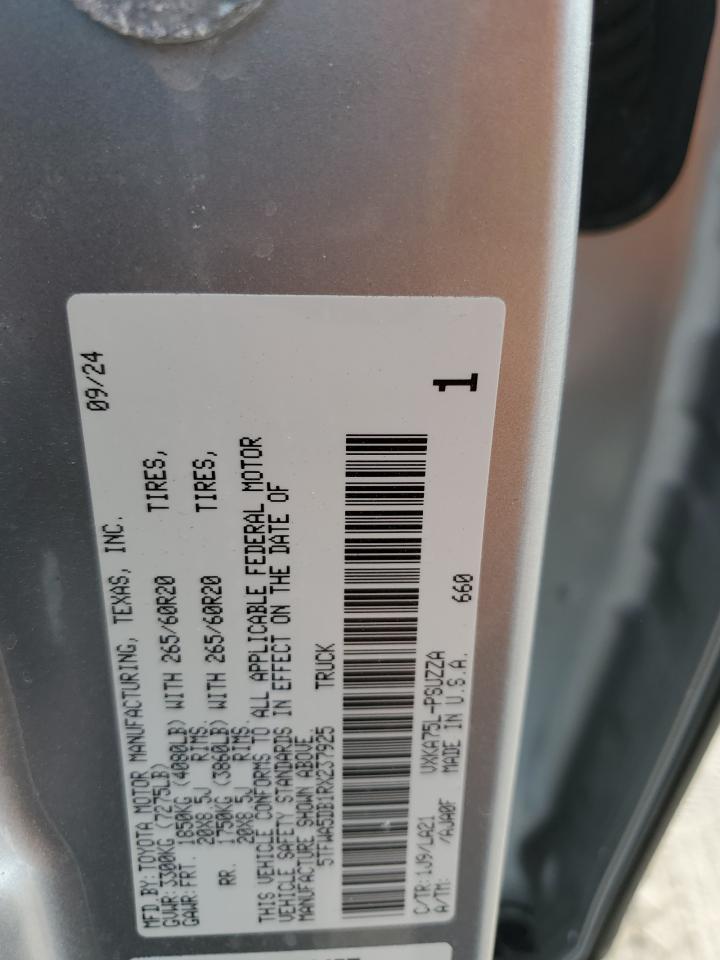 MFD.BY:TOYOTA MOTOR MANUFACTURING, TEXAS, INC. 09/24
GVWR:3300KG (7275LB)
GAWR:FRT. 1850KG (4080LB) WITH 265/60R20 TIRES,
20X8.5J RIMS.
RR. 1750KG (3860LB) WITH 265/60R20 TIRES,
20X8.5J RIMS.
THIS VEHICLE CONFORMS TO ALL APPLICABLE FEDERAL MOTOR
VEHICLE SAFETY STANDARDS IN EFFECT ON THE DATE OF
MANUFACTURE SHOWN ABOVE.
5TFWA5DB1RX237925 TRUCK
C/TR:1J9/LA21 VXKA75L-PSUZZA 660
A/TM: /AJA0F MADE IN U.S.A.
1